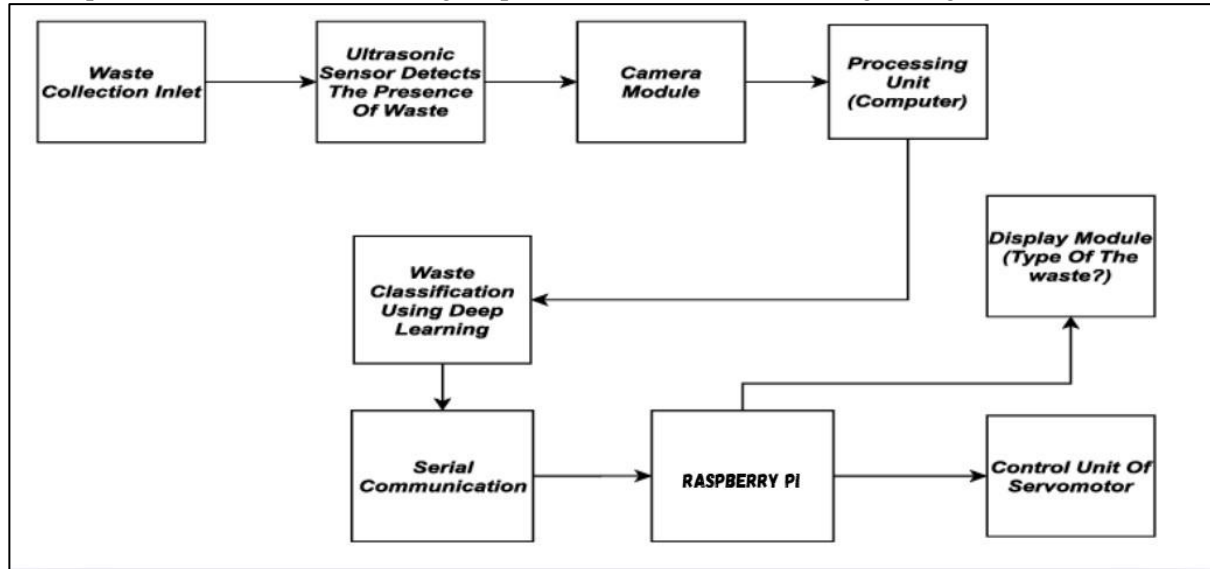 Waste
Collection Inlet
Ultrasonic
Sensor Detects
The Presence
Of Waste
Camera
Module
Processing
Unit
(Computer)
Display Module
(Type Of The
waste?)
Waste
Classification
Using Deep
Learning
Serial
Communication
RASPBERRY Pi
Control Unit Of
Servomotor